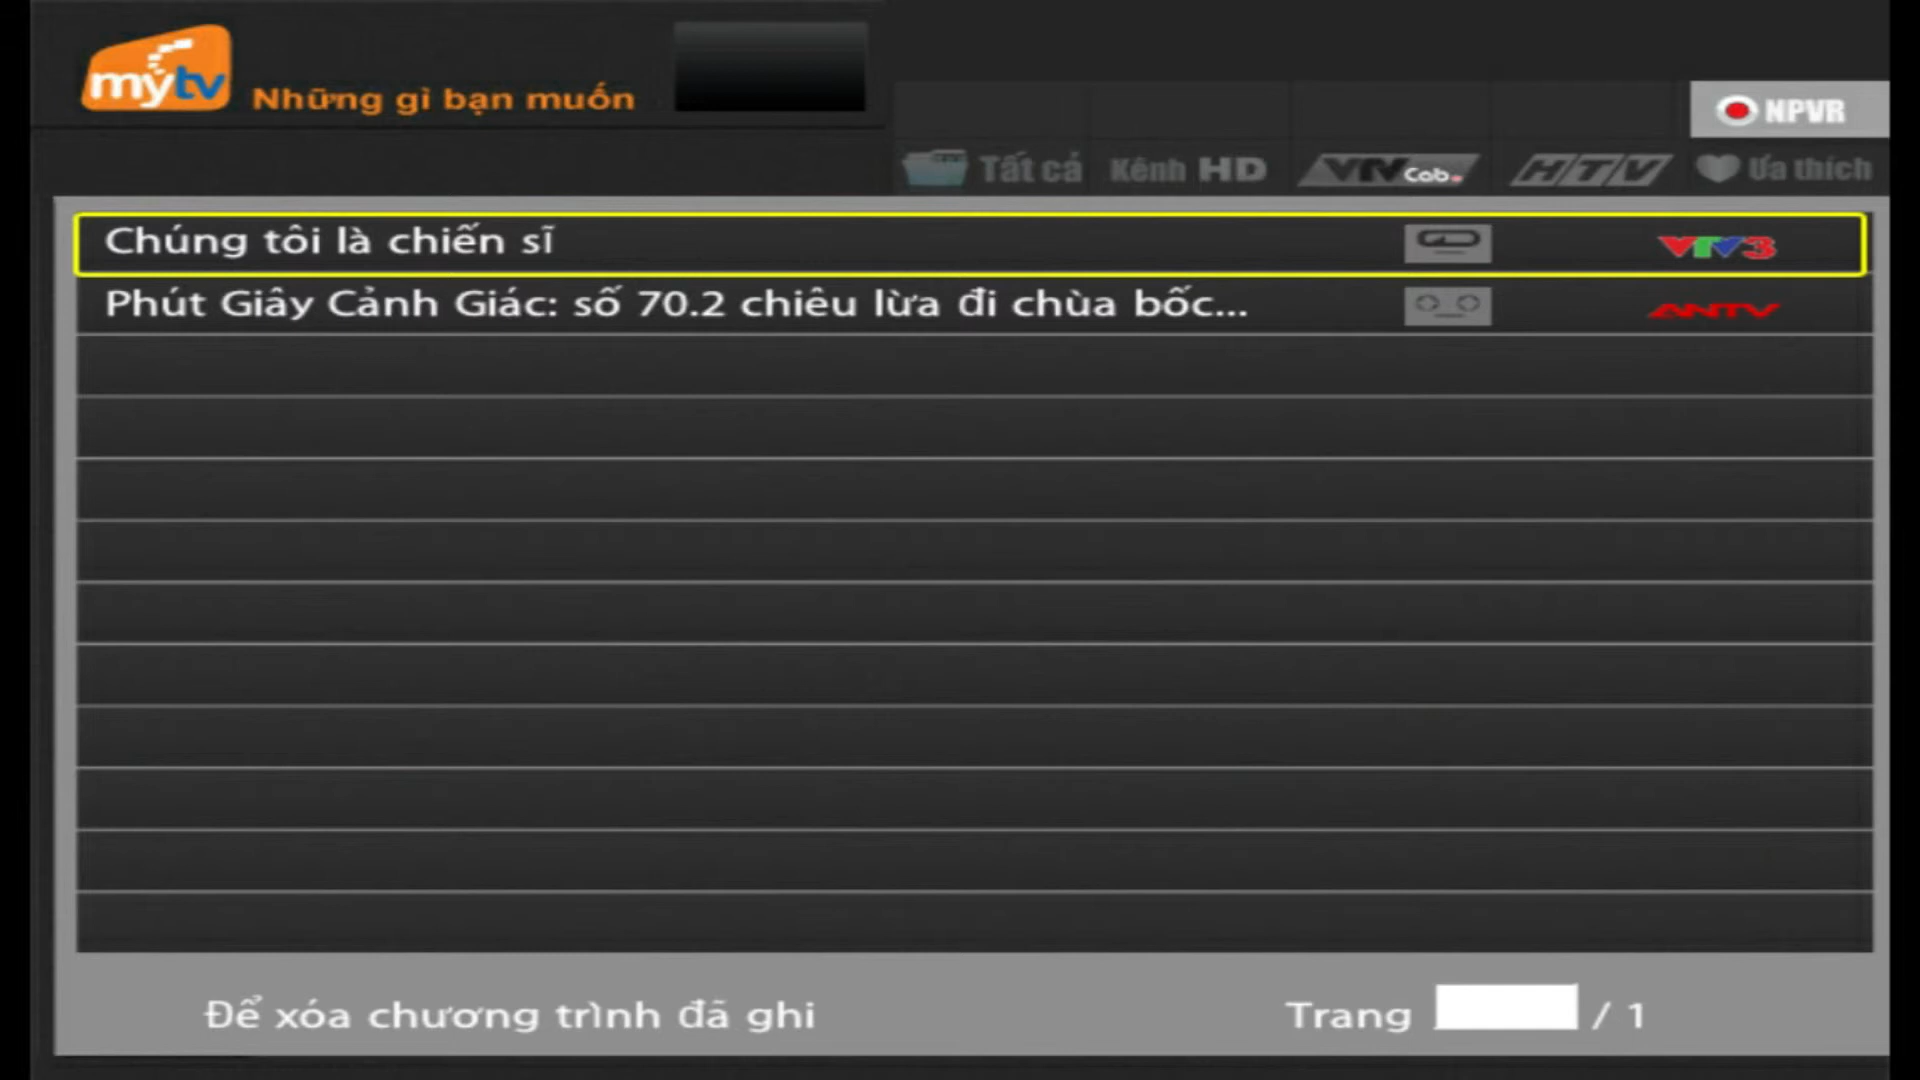 mytv Những gì bạn muốn
NPVR
Tất cả Kênh HD VTVCab HTV Ưa thích
Chúng tôi là chiến sĩ VTV3
Phút Giây Cảnh Giác: số 70.2 chiêu lừa đi chùa bốc... ANTV
Để xóa chương trình đã ghi Trang / 1